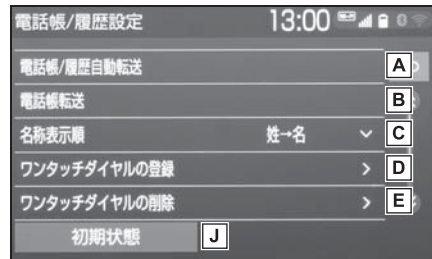 電話帳/履歴設定 13:00
電話帳/履歴自動転送 A
電話帳転送 B
名称表示順 姓→名 C
ワンタッチダイヤルの登録 D
ワンタッチダイヤルの削除 E
初期状態 J